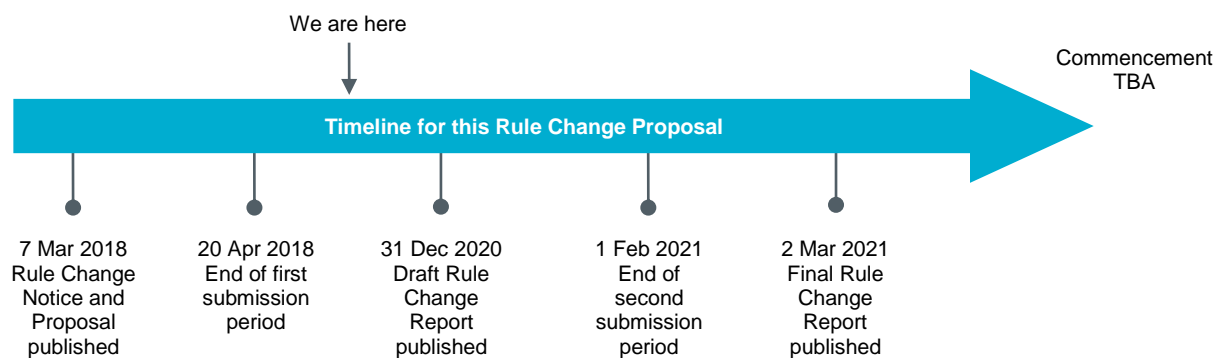 We are here
Commencement
TBA
Timeline for this Rule Change Proposal
7 Mar 2018
Rule Change
Notice and
Proposal
published
20 Apr 2018
End of first
submission
period
31 Dec 2020
Draft Rule
Change
Report
published
1 Feb 2021
End of
second
submission
period
2 Mar 2021
Final Rule
Change
Report
published